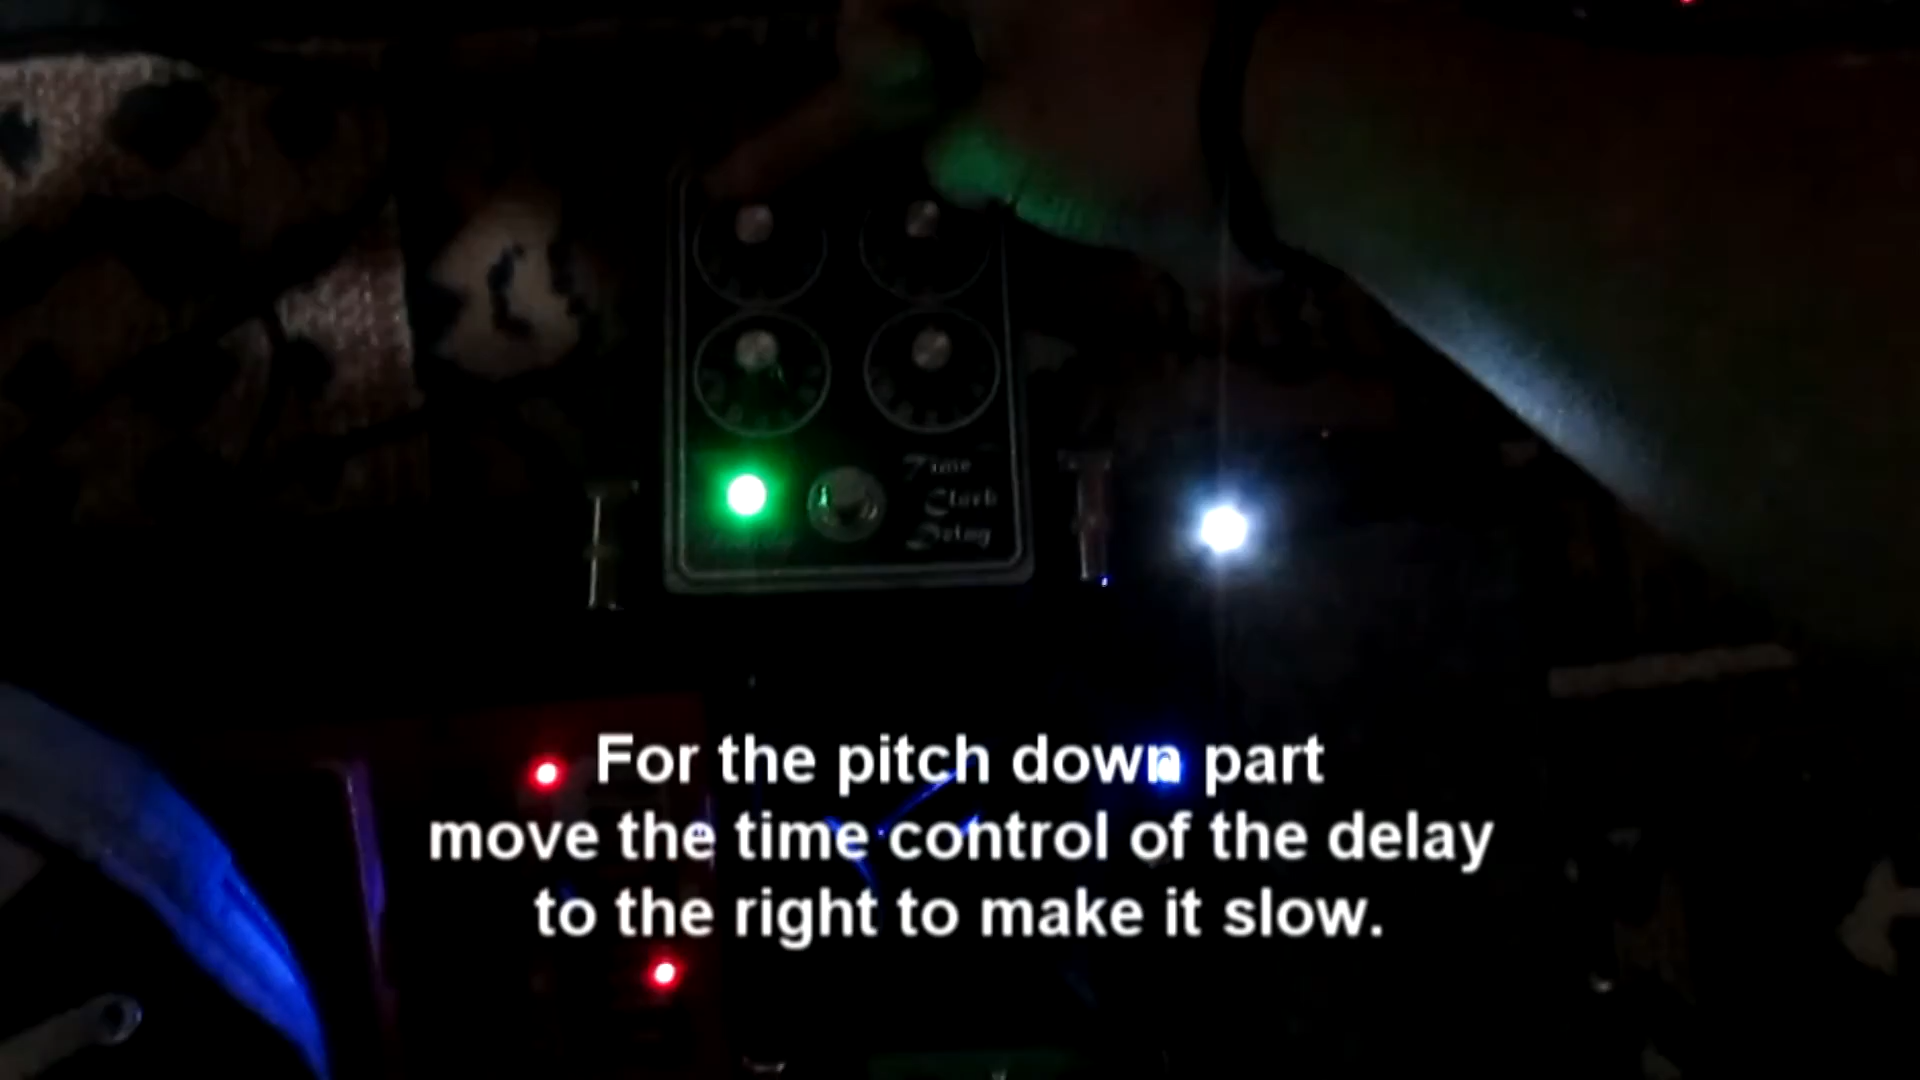 Time
Clock
Delay
For the pitch down part
move the time control of the delay
to the right to make it slow.